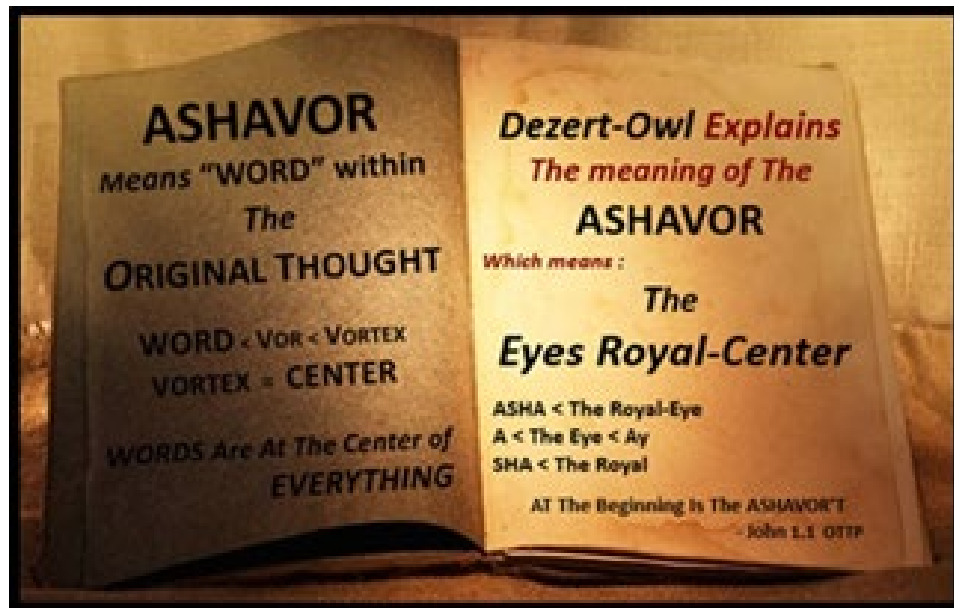 ASHAVOR
Means “WORD” within
The
ORIGINAL THOUGHT
WORD < VOR < VORTEX
VORTEX = CENTER
WORDS Are At The Center of
EVERYTHING
Dezert-Owl Explains
The meaning of The
ASHAVOR
Which means :
The
Eyes Royal-Center
ASHA < The Royal-Eye
A < The Eye < Ay
SHA < The Royal
AT The Beginning Is The ASHAVOR'T
- John 1.1 OTTP